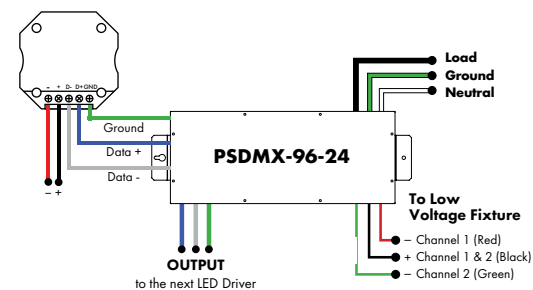 - + D- D+GND
Load
Ground
Neutral
Ground
Data +
Data -
PSDMX-96-24
– +
To Low
Voltage Fixture
– Channel 1 (Red)
+ Channel 1 & 2 (Black)
– Channel 2 (Green)
OUTPUT
to the next LED Driver